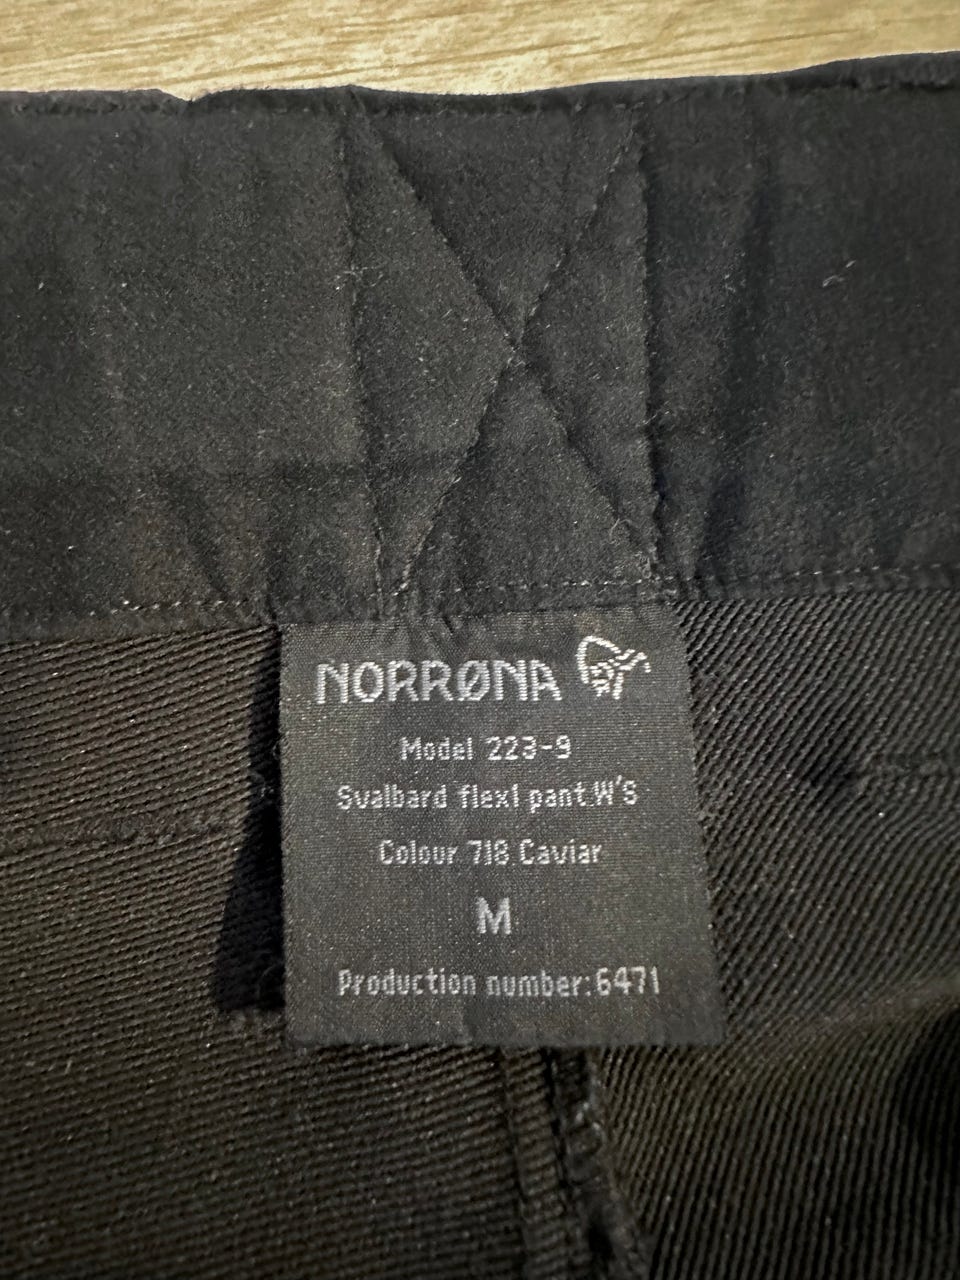 NORRØNA
Model 223-9
Svalbard flex1 pant W'S
Colour 718 Caviar
M
Production number:6471